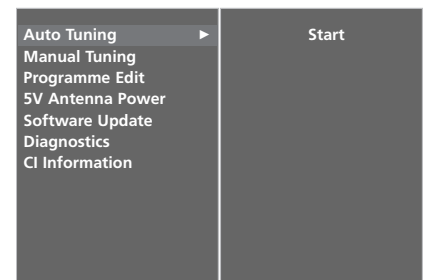 Auto Tuning ►
Manual Tuning
Programme Edit
5V Antenna Power
Software Update
Diagnostics
CI Information
Start